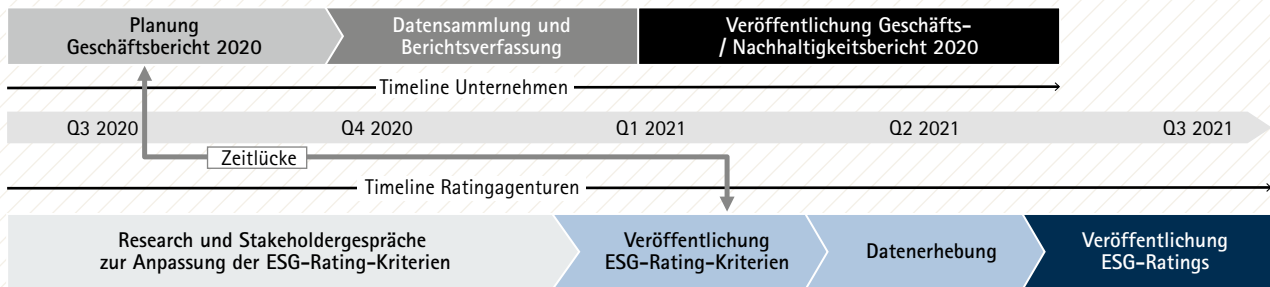 Planung
Geschäftsbericht 2020
Datensammlung und
Berichtsverfassung
Veröffentlichung Geschäfts-
/ Nachhaltigkeitsbericht 2020
Timeline Unternehmen
Q3 2020
Q4 2020
Q1 2021
Q2 2021
Q3 2021
Zeitlücke
Timeline Ratingagenturen
Research und Stakeholdergespräche
zur Anpassung der ESG-Rating-Kriterien
Veröffentlichung
ESG-Rating-Kriterien
Datenerhebung
Veröffentlichung
ESG-Ratings